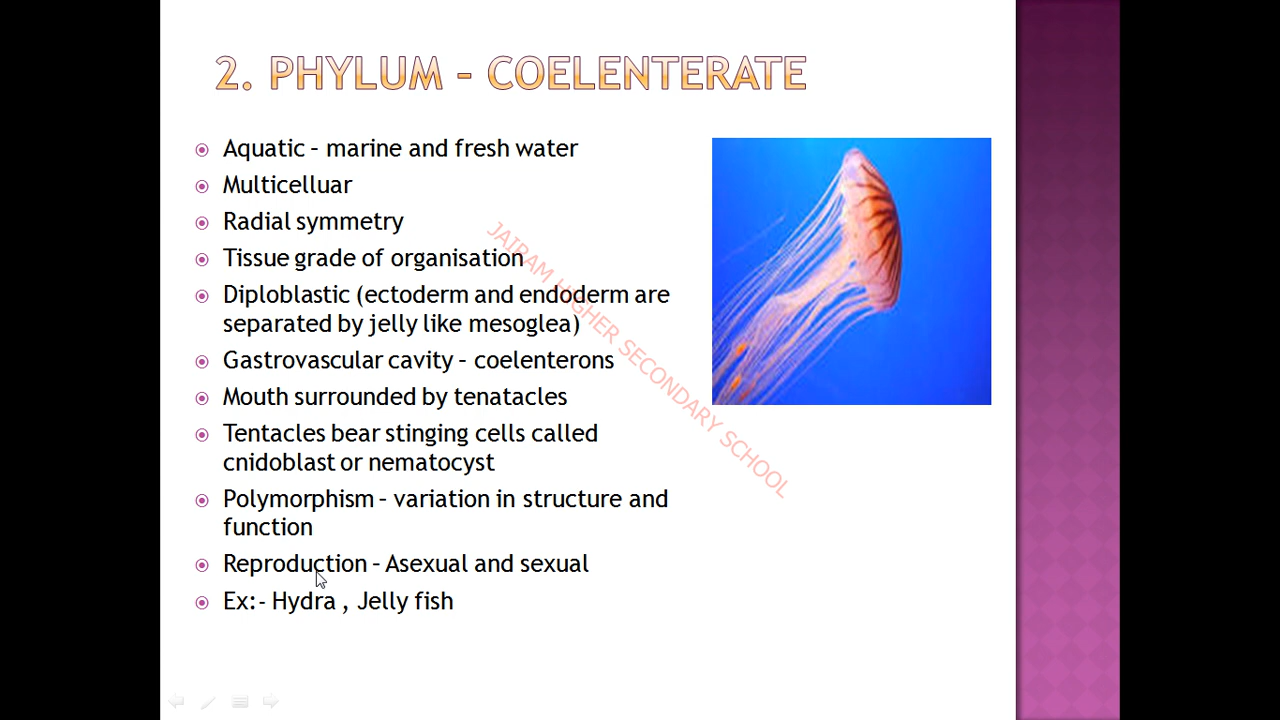 2. PHYLUM – COELENTERATE
Aquatic – marine and fresh water
Multicelluar
Radial symmetry
Tissue grade of organisation
Diploblastic (ectoderm and endoderm are
separated by jelly like mesoglea)
Gastrovascular cavity – coelenterons
Mouth surrounded by tenatacles
Tentacles bear stinging cells called
cnidoblast or nematocyst
Polymorphism – variation in structure and
function
Reproduction – Asexual and sexual
Ex:- Hydra , Jelly fish
JAIRAM HIGHER SECONDARY SCHOOL